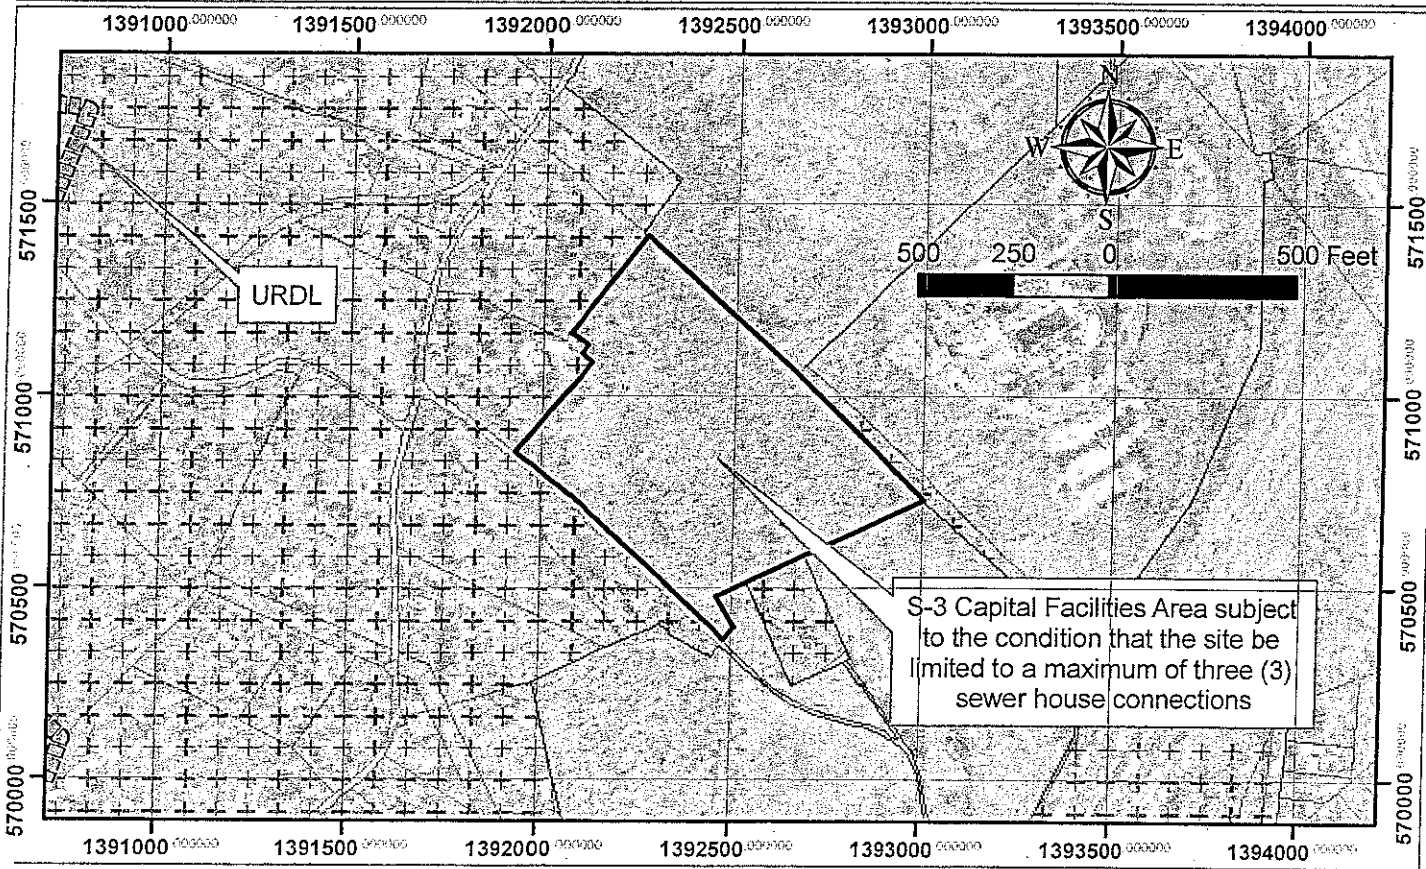 1391000.000000 1391500.000000 1392000.000000 1392500.000000 1393000.000000 1393500.000000 1394000.000000
N
W E
S
571500 571500
500 250 0 500 Feet
URDL
571000 571000
570500 570500
S-3 Capital Facilities Area subject
to the condition that the site be
limited to a maximum of three (3)
sewer house connections
570000 570000
1391000.000000 1391500.000000 1392000.000000 1392500.000000 1393000.000000 1393500.000000 1394000.000000